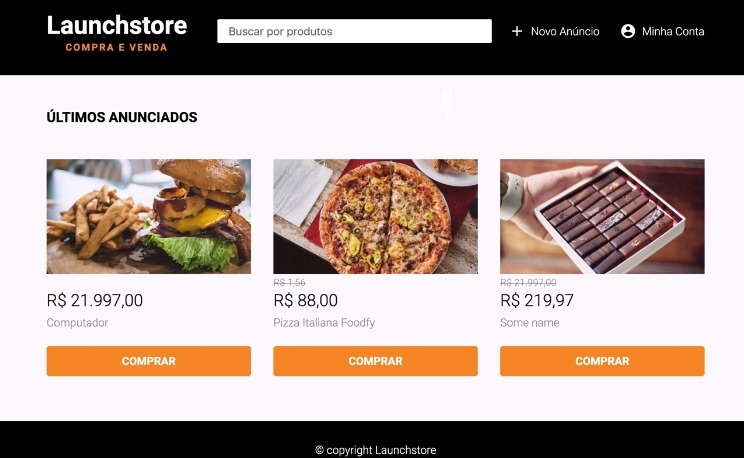 Launchstore
COMPRA E VENDA
Buscar por produtos
+ Novo Anúncio
Minha Conta
ÚLTIMOS ANUNCIADOS
R$ 21.997,00
Computador
COMPRAR
R$ 1,56
R$ 88,00
Pizza Italiana Foodfy
COMPRAR
R$ 21.997,00
R$ 219,97
Some name
COMPRAR
© copyright Launchstore